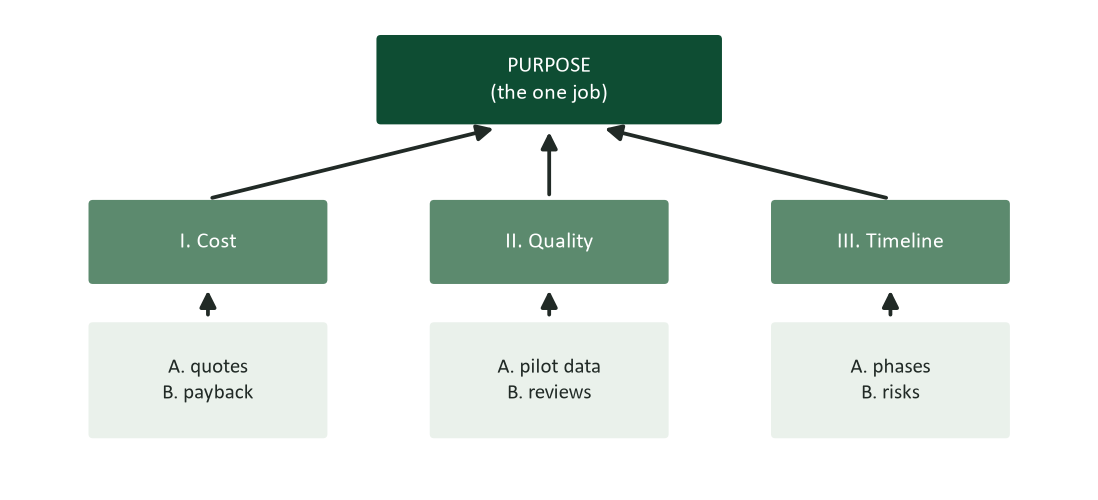 PURPOSE
(the one job)
I. Cost
II. Quality
III. Timeline
A. quotes
B. payback
A. pilot data
B. reviews
A. phases
B. risks